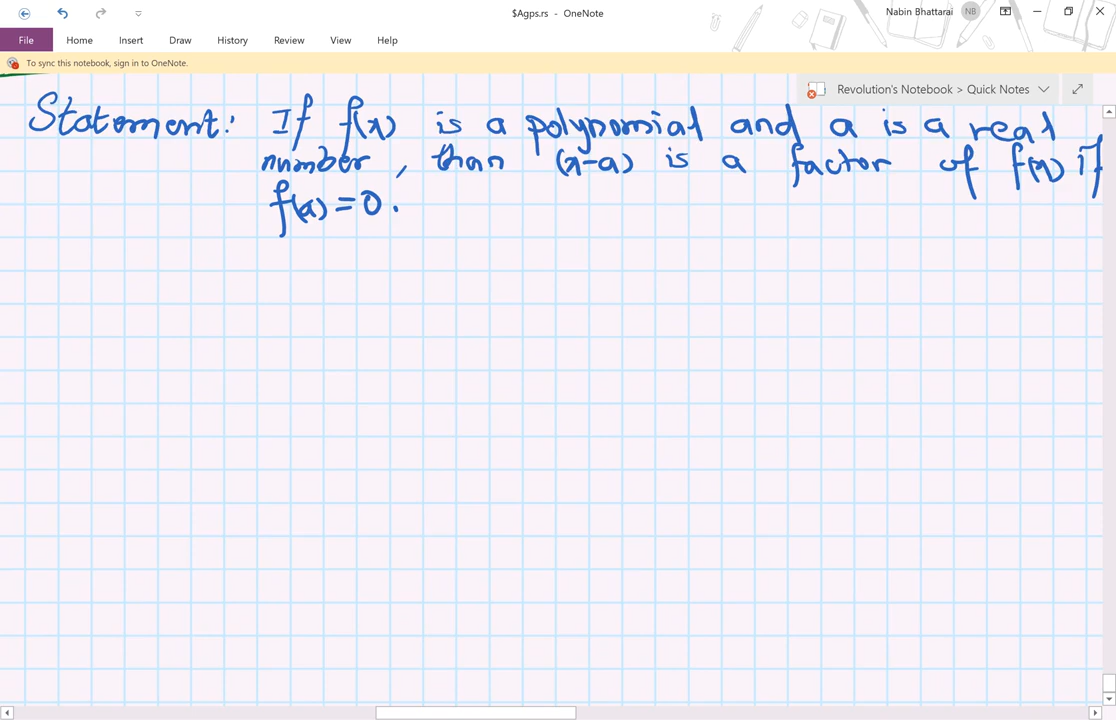 $Agps.rs - OneNote
Nabin Bhattarai NB
File Home Insert Draw History Review View Help
To sync this notebook, sign in to OneNote.
Revolution's Notebook > Quick Notes
Statement: If f(x) is a polynomial and a is a real
number, than (x-a) is a factor of f(x) if
f(a) = 0.